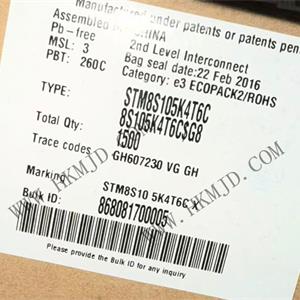 Manufactured under patents or patents pen
Assembled in CHINA
Pb-free 2nd Level Interconnect
MSL: 3 Bag seal date:22 Feb 2016
PBT: 260C Category: e3 ECOPACK2/ROHS
TYPE: STM8S105K4T6C
8S105K4T6C$G8
Total Qty: 1500
Trace codes GH607230 VG GH
Marking STM8S10 5K4T6C
Bulk ID: 868081700005
Please provide the Bulk ID for any inquiry
WWW.HKMJD.COM
WWW.HKMJD.COM